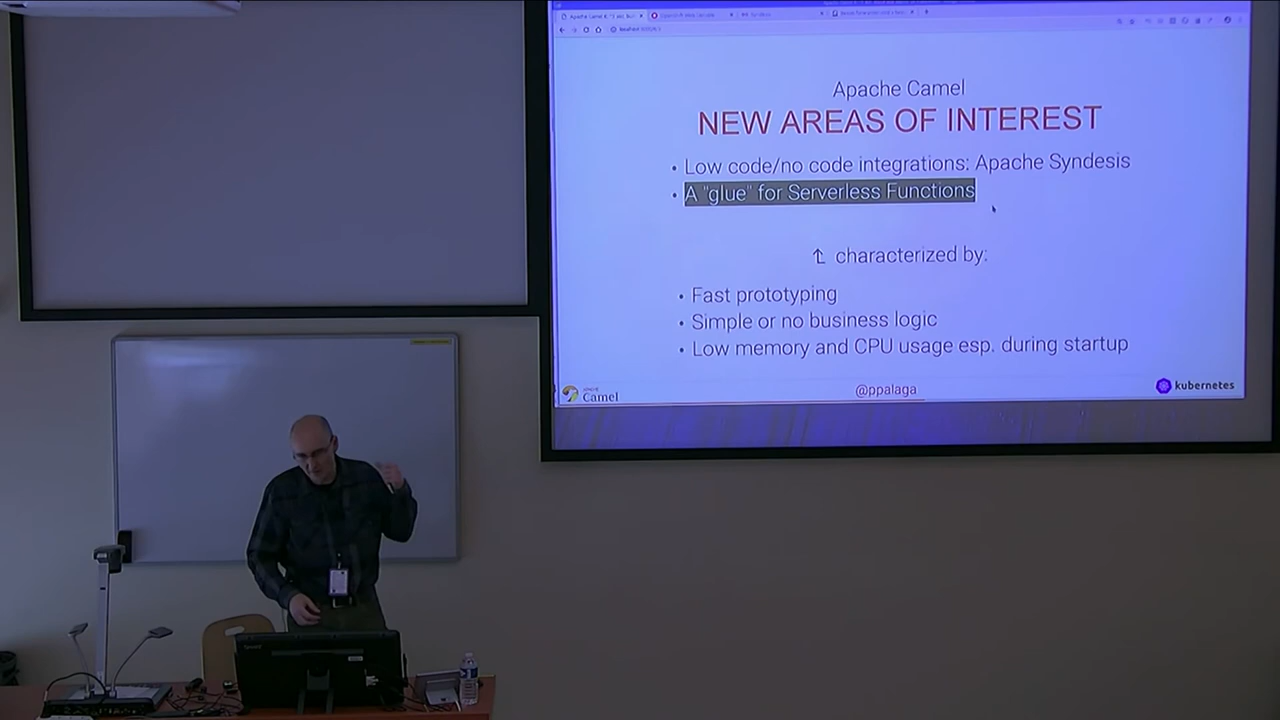 Apache Camel
NEW AREAS OF INTEREST
• Low code/no code integrations: Apache Syndesis
• A "glue" for Serverless Functions
↥ characterized by:
• Fast prototyping
• Simple or no business logic
• Low memory and CPU usage esp. during startup
APACHE
Camel
@ppalaga
kubernetes